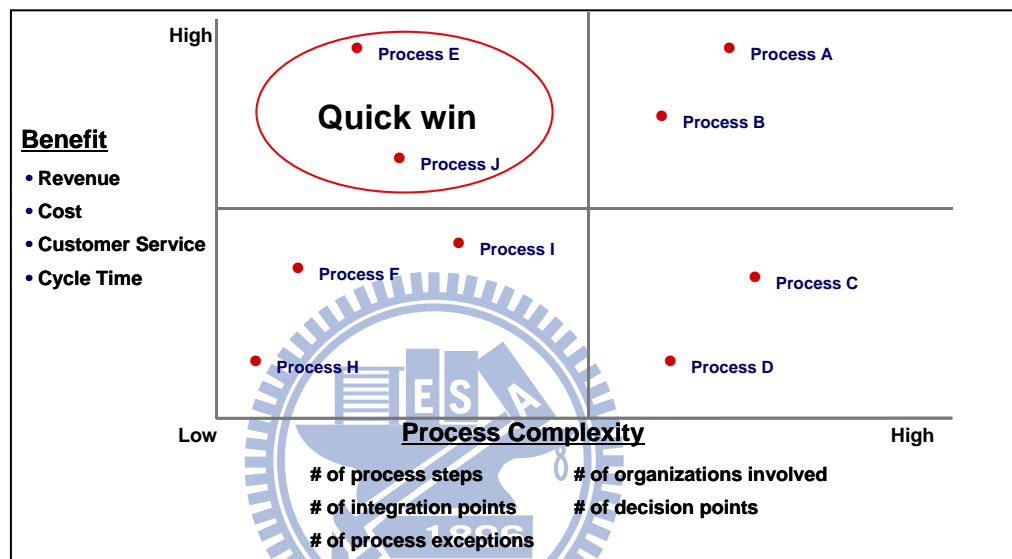 High
Process E
Process A
Quick win
Process B
Benefit
Process J
• Revenue
• Cost
• Customer Service
Process I
• Cycle Time
Process F
Process C
Process H
Process D
E S A
Low
Process Complexity
High
# of process steps
# of organizations involved
# of integration points
# of decision points
# of process exceptions
1896